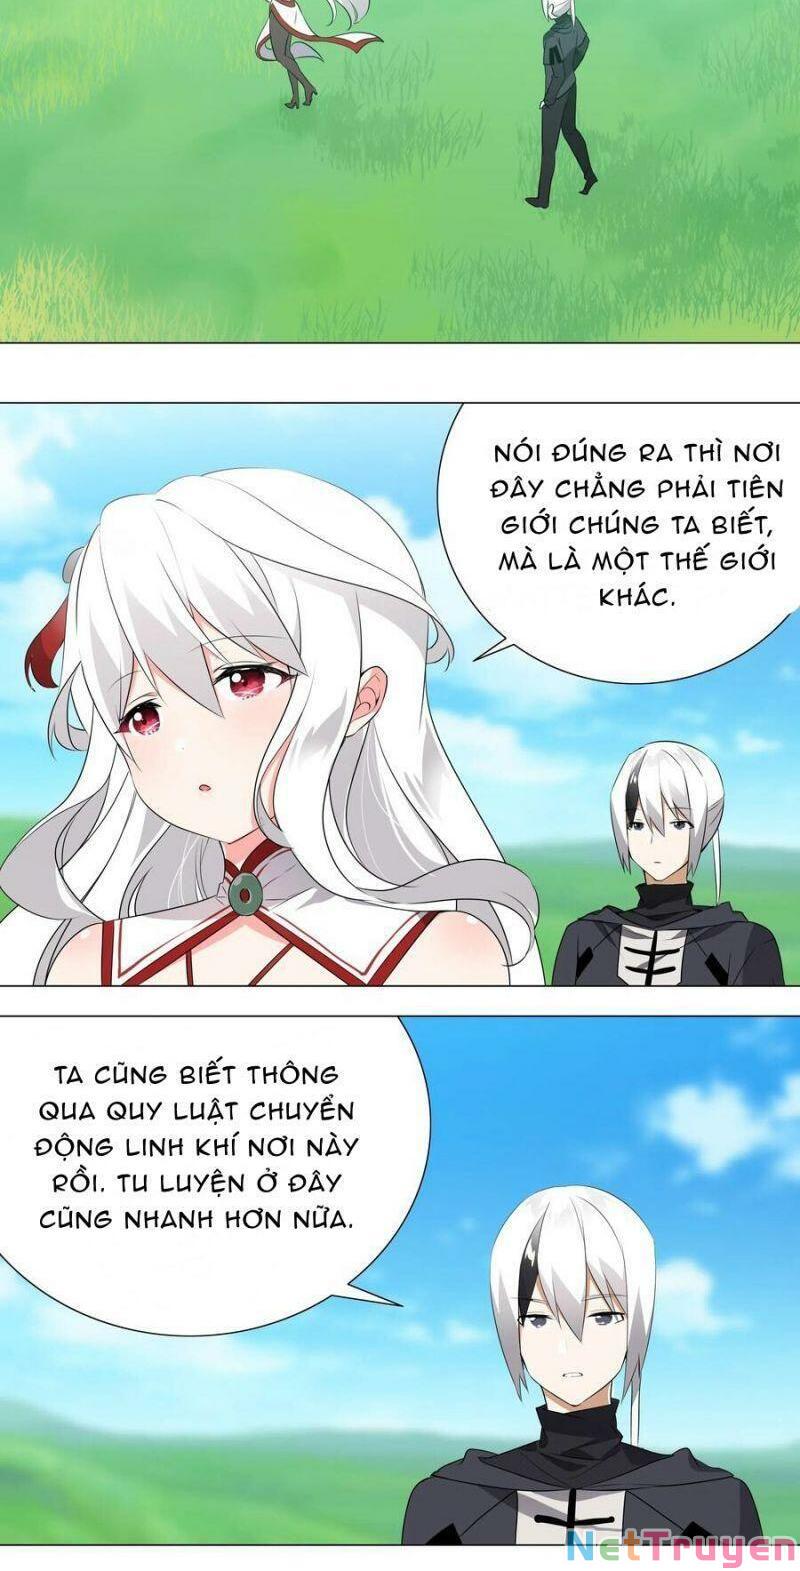 NÓI ĐÚNG RA THÌ NƠI
ĐÂY CHẲNG PHẢI TIÊN
GIỚI CHÚNG TA BIẾT,
MÀ LÀ MỘT THẾ GIỚI
KHÁC.
TA CŨNG BIẾT THÔNG
QUA QUY LUẬT CHUYỂN
ĐỘNG LINH KHÍ NƠI NÀY
RỒI. TU LUYỆN Ở ĐÂY
CŨNG NHANH HƠN NỮA.
NetTruyen